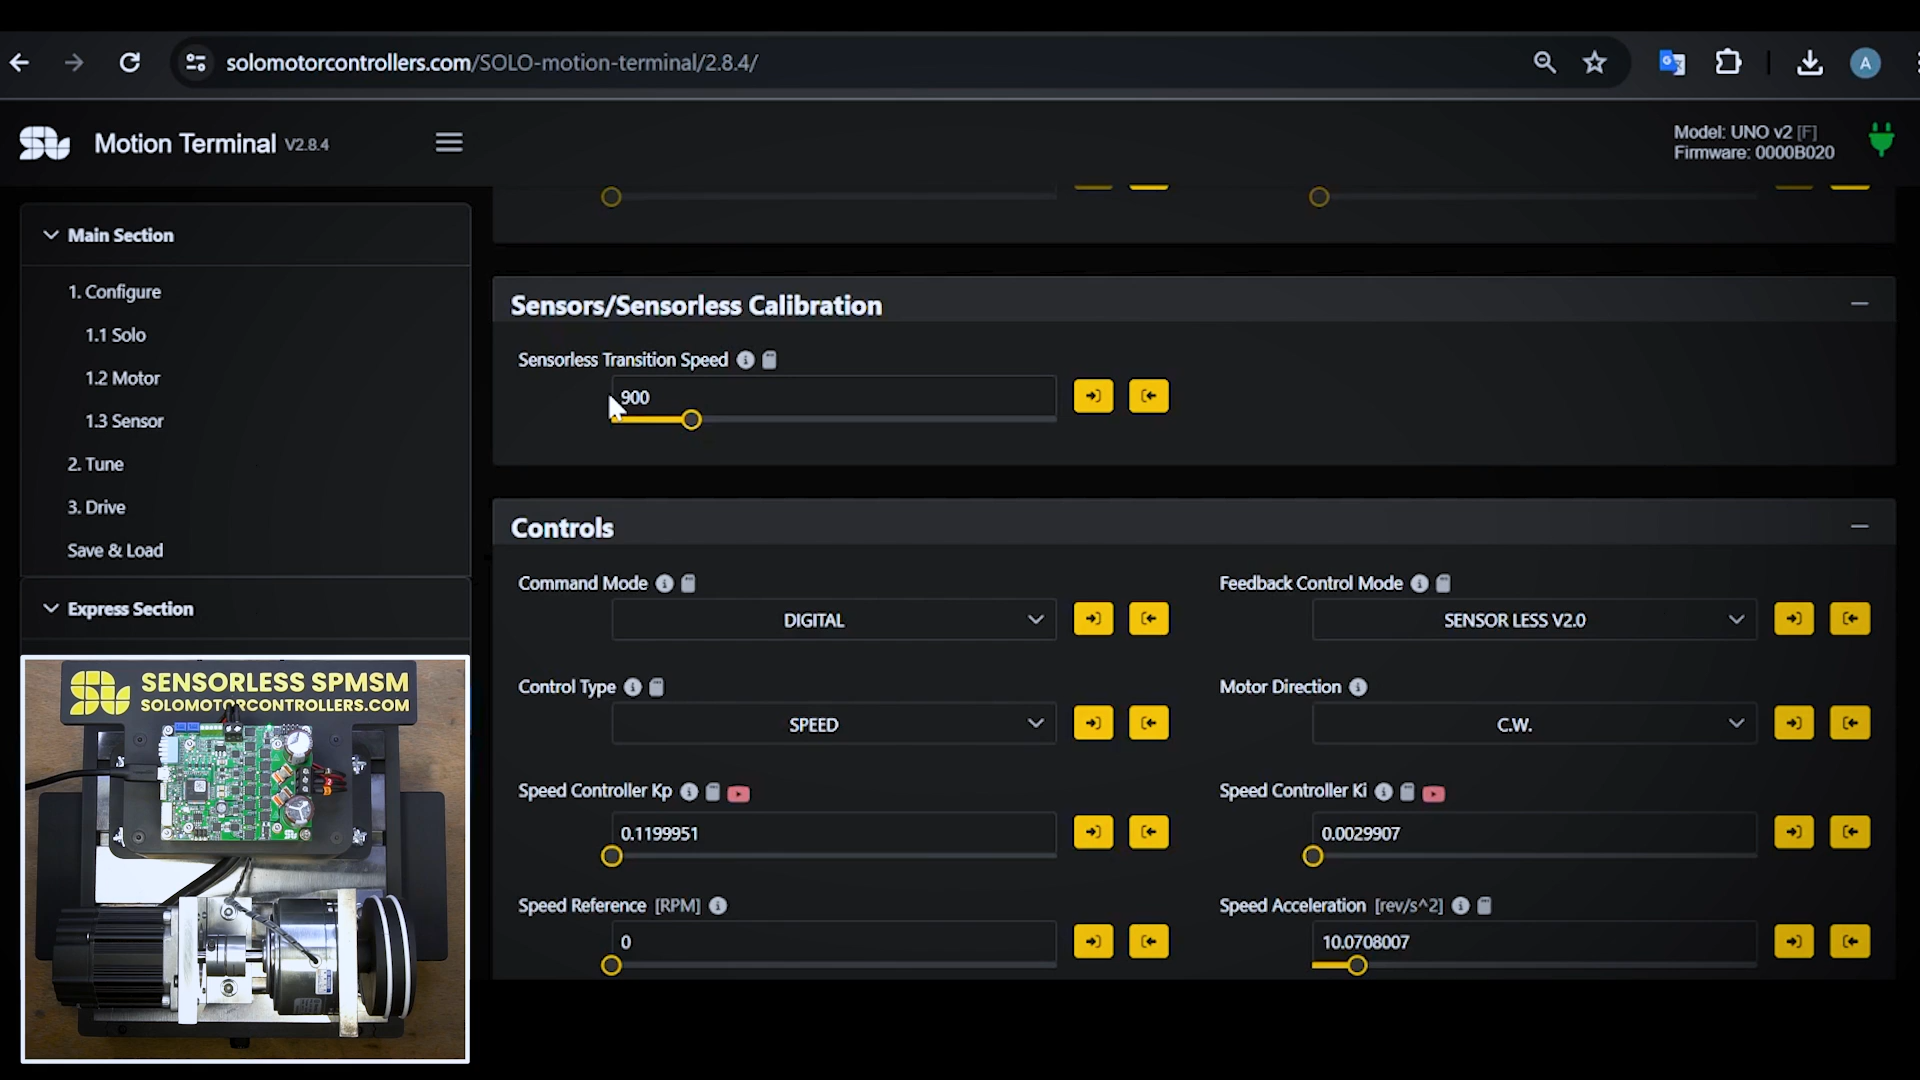 solomotorcontrollers.com/SOLO-motion-terminal/2.8.4/
A
Motion Terminal V2.8.4
Model: UNO v2 [F]
Firmware: 0000B020
Main Section
1. Configure
1.1 Solo
1.2 Motor
1.3 Sensor
2. Tune
3. Drive
Save & Load
Express Section
Sensors/Sensorless Calibration
Sensorless Transition Speed
900
Controls
Command Mode
DIGITAL
Feedback Control Mode
SENSOR LESS V2.0
Control Type
SPEED
Motor Direction
C.W.
Speed Controller Kp
0.1199951
Speed Controller Ki
0.0029907
Speed Reference [RPM]
0
Speed Acceleration [rev/s^2]
10.0708007
SENSORLESS SPMSM
SOLOMOTORCONTROLLERS.COM